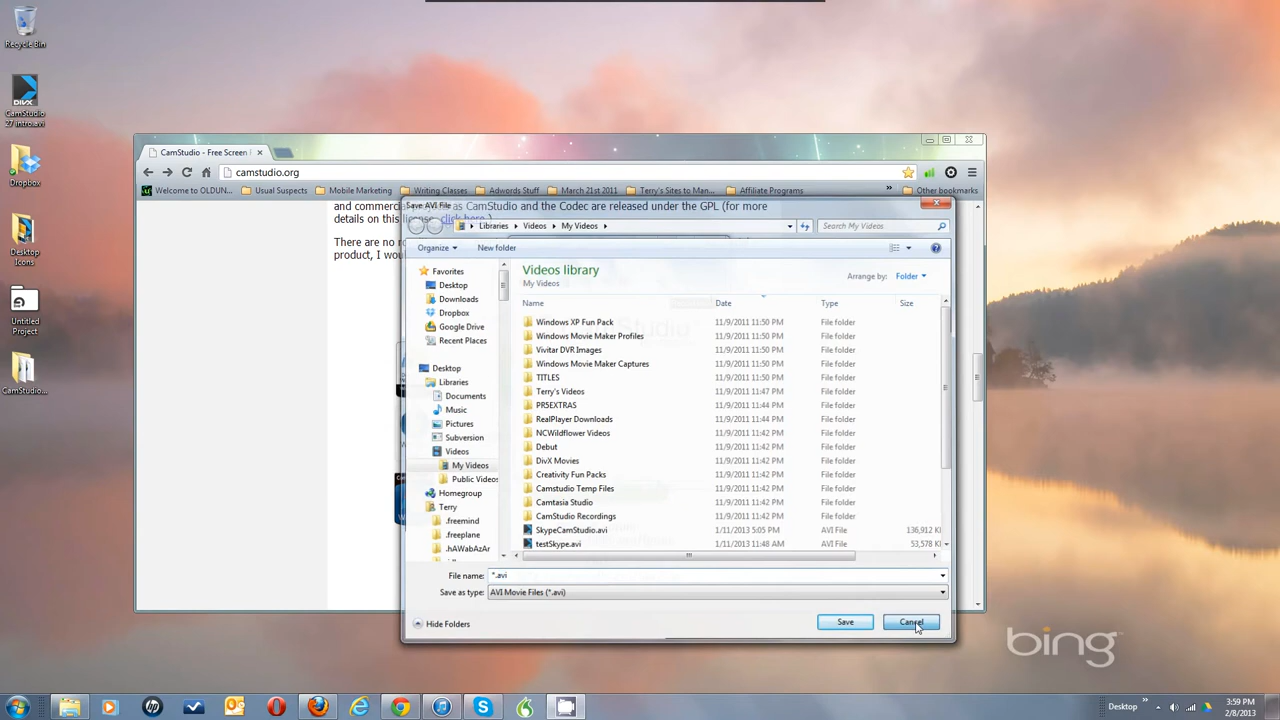 Recycle Bin
DIVX
CamStudio
27 intro.avi
Dropbox
Desktop
Icons
Untitled
Project
CamStudio...
CamStudio - Free Screen
camstudio.org
Welcome to OLDUN...
Usual Suspects
Mobile Marketing
Writing Classes
Adwords Stuff
March 21st 2011
Terry's Sites to Man...
Affiliate Programs
»
Other bookmarks
and commerc as CamStudio and the Codec are released under the GPL (for more
details on this license, click here.)
There are no ro
product, I wou
Save AVI File
Libraries ▸ Videos ▸ My Videos ▸
Search My Videos
Organize
New folder
Favorites
Desktop
Downloads
Dropbox
Google Drive
Recent Places
Desktop
Libraries
Documents
Music
Pictures
Subversion
Videos
My Videos
Public Videos
Homegroup
Terry
.freemind
.freeplane
.hAWabAzAr
Videos library
My Videos
Arrange by: Folder
Name Date Type Size
Windows XP Fun Pack 11/9/2011 11:50 PM File folder
Windows Movie Maker Profiles 11/9/2011 11:50 PM File folder
Vivitar DVR Images 11/9/2011 11:50 PM File folder
Windows Movie Maker Captures 11/9/2011 11:50 PM File folder
TITLES 11/9/2011 11:50 PM File folder
Terry's Videos 11/9/2011 11:47 PM File folder
PR5EXTRAS 11/9/2011 11:44 PM File folder
RealPlayer Downloads 11/9/2011 11:44 PM File folder
NCWildflower Videos 11/9/2011 11:42 PM File folder
Debut 11/9/2011 11:42 PM File folder
DivX Movies 11/9/2011 11:42 PM File folder
Creativity Fun Packs 11/9/2011 11:42 PM File folder
Camstudio Temp Files 11/9/2011 11:42 PM File folder
Camtasia Studio 11/9/2011 11:42 PM File folder
CamStudio Recordings 11/9/2011 11:42 PM File folder
SkypeCamStudio.avi 1/11/2013 5:05 PM AVI File 136,912 K
testSkype.avi 1/11/2013 11:48 AM AVI File 53,578 K
File name: *.avi
Save as type: AVI Movie Files (*.avi)
Hide Folders
Save
Cancel
bing
Desktop
»
3:59 PM
2/8/2013